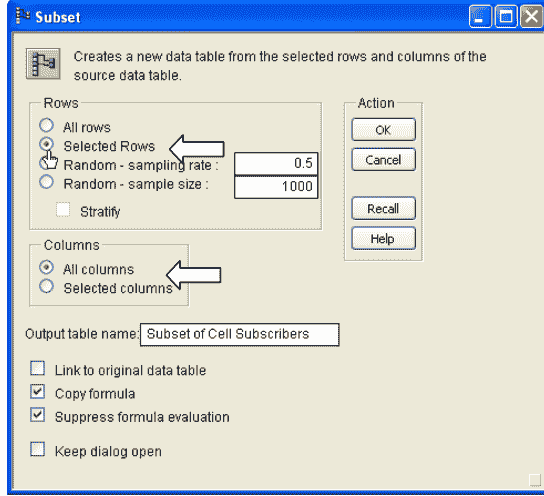 Subset
Creates a new data table from the selected rows and columns of the
source data table.
Rows
All rows
Selected Rows
Random - sampling rate : 0.5
Random - sample size : 1000
Stratify
Action
OK
Cancel
Recall
Help
Columns
All columns
Selected columns
Output table name: Subset of Cell Subscribers
Link to original data table
Copy formula
Suppress formula evaluation
Keep dialog open